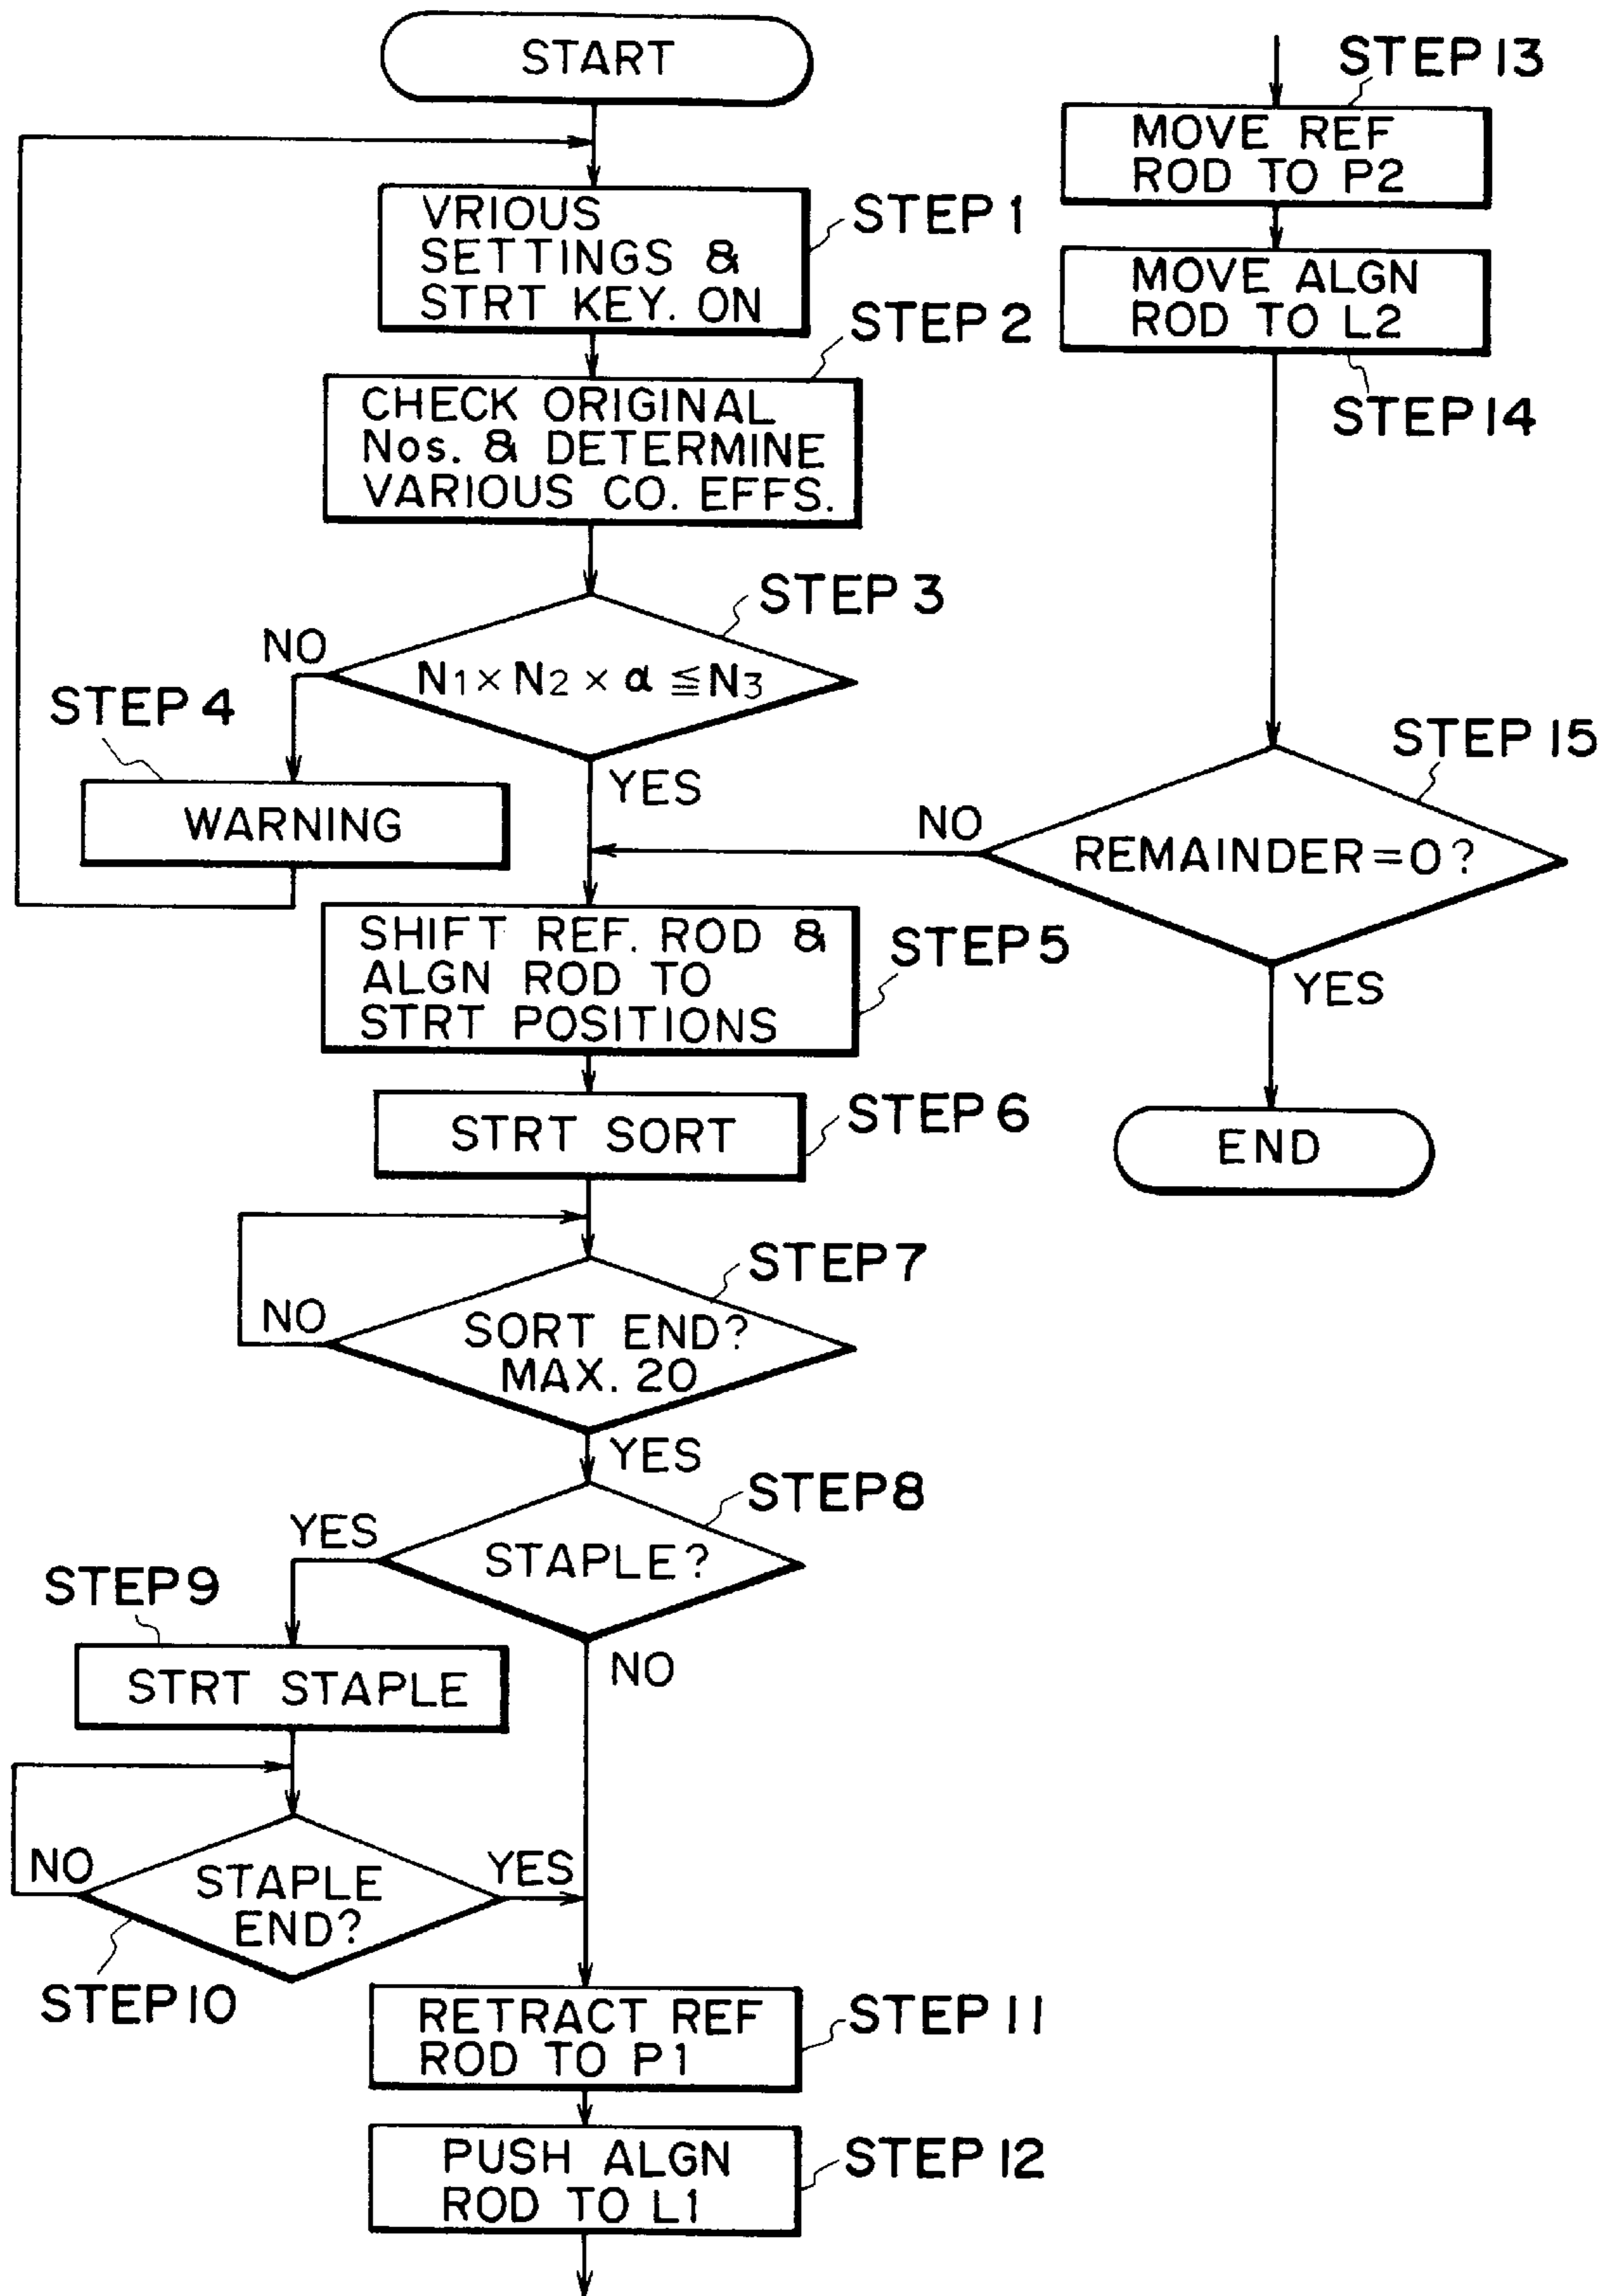 START
VRIOUS
SETTINGS &
STRT KEY. ON
STEP 1
CHECK ORIGINAL
Nos. & DETERMINE
VARIOUS CO. EFFS.
STEP 2
N1 × N2 × α ≦ N3
STEP 3
NO
YES
STEP 4
WARNING
SHIFT REF. ROD &
ALGN ROD TO
STRT POSITIONS
STEP 5
STRT SORT
STEP 6
SORT END?
MAX. 20
STEP 7
NO
YES
STAPLE?
STEP 8
YES
NO
STEP 9
STRT STAPLE
STAPLE
END?
NO
YES
STEP 10
RETRACT REF
ROD TO P1
STEP 11
PUSH ALGN
ROD TO L1
STEP 12
STEP 13
MOVE REF
ROD TO P2
MOVE ALGN
ROD TO L2
STEP 14
STEP 15
REMAINDER=0?
NO
YES
END